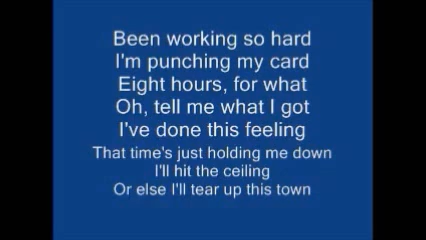 Been working so hard
I'm punching my card
Eight hours, for what
Oh, tell me what I got
I've done this feeling
That time's just holding me down
I'll hit the ceiling
Or else I'll tear up this town